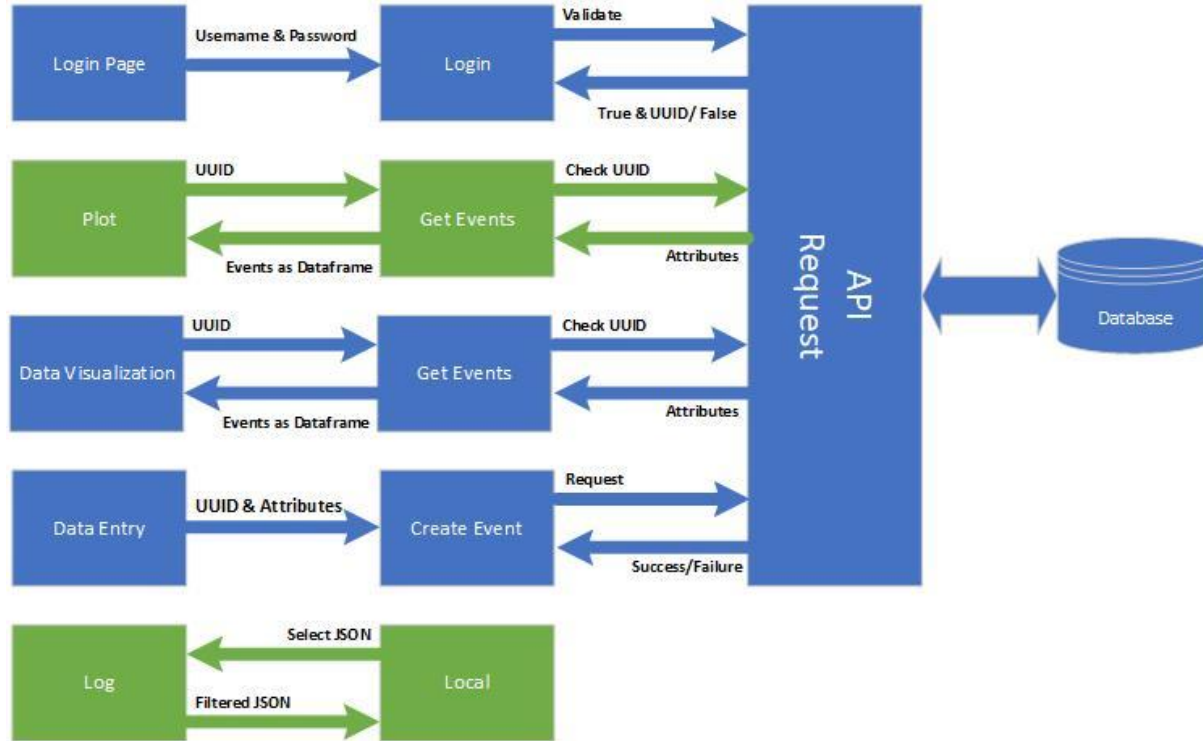 Login Page
Username & Password
Login
Validate
True & UUID/ False
Plot
UUID
Get Events
Check UUID
Events as Dataframe
Attributes
Data Visualization
UUID
Get Events
Check UUID
Events as Dataframe
Attributes
Data Entry
UUID & Attributes
Create Event
Request
Success/Failure
Log
Select JSON
Local
Filtered JSON
API
Request
Database